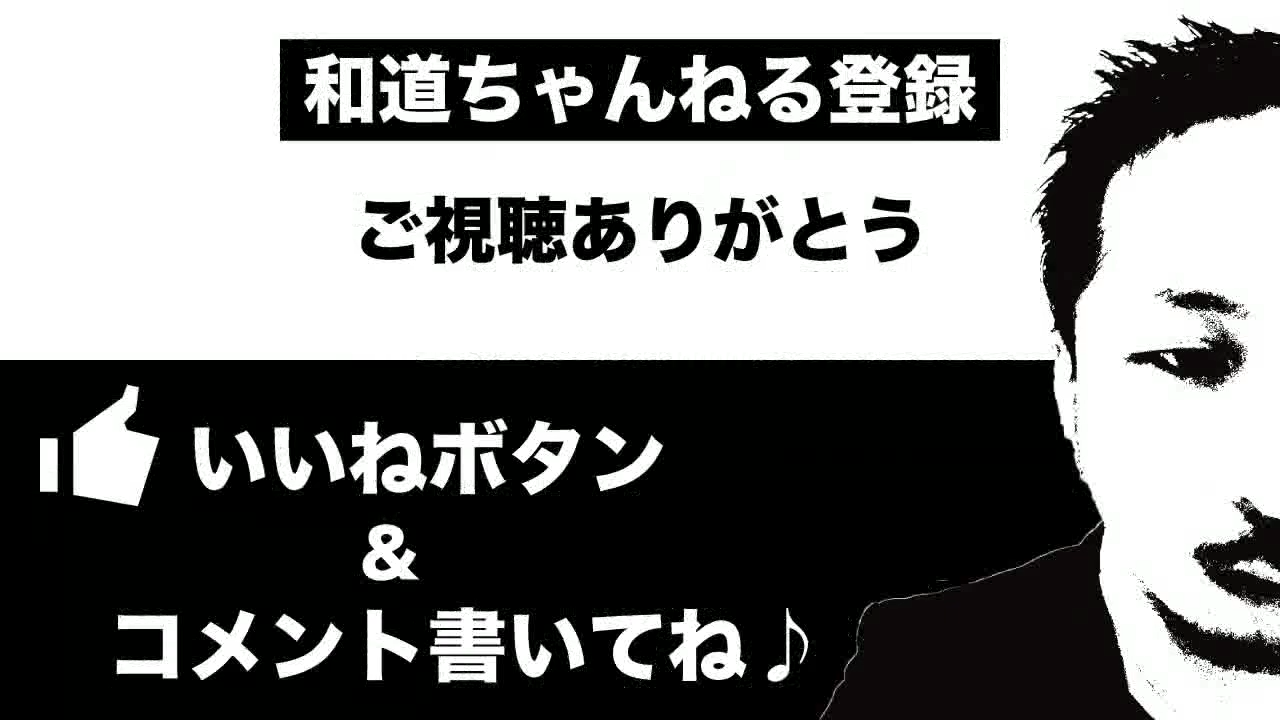 和道ちゃんねる登録
ご視聴ありがとう
いいねボタン
&
コメント書いてね♪